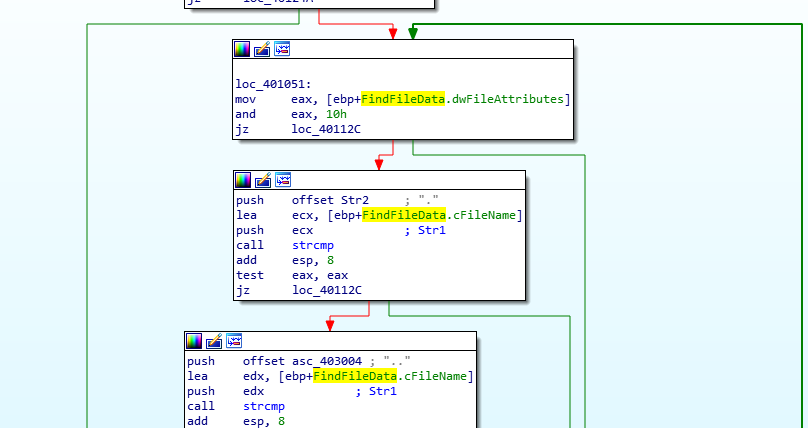 jz      loc_40124A
loc_401051:
mov     eax, [ebp+FindFileData.dwFileAttributes]
and     eax, 10h
jz      loc_40112C
push    offset Str2     ; "."
lea     ecx, [ebp+FindFileData.cFileName]
push    ecx             ; Str1
call    strcmp
add     esp, 8
test    eax, eax
jz      loc_40112C
push    offset asc_403004 ; ".."
lea     edx, [ebp+FindFileData.cFileName]
push    edx             ; Str1
call    strcmp
add     esp, 8